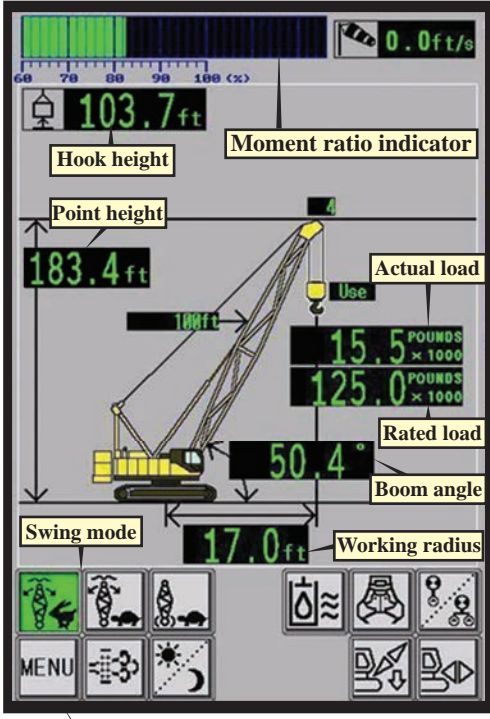 0.0ft/s
60 70 80 90 100 (%)
103.7ft
Hook height
Moment ratio indicator
Point height
4
183.4ft
Actual load
Use
100ft
15.5 POUNDS × 1000
125.0 POUNDS × 1000
Rated load
50.4°
Boom angle
Swing mode
17.0ft
Working radius
MENU